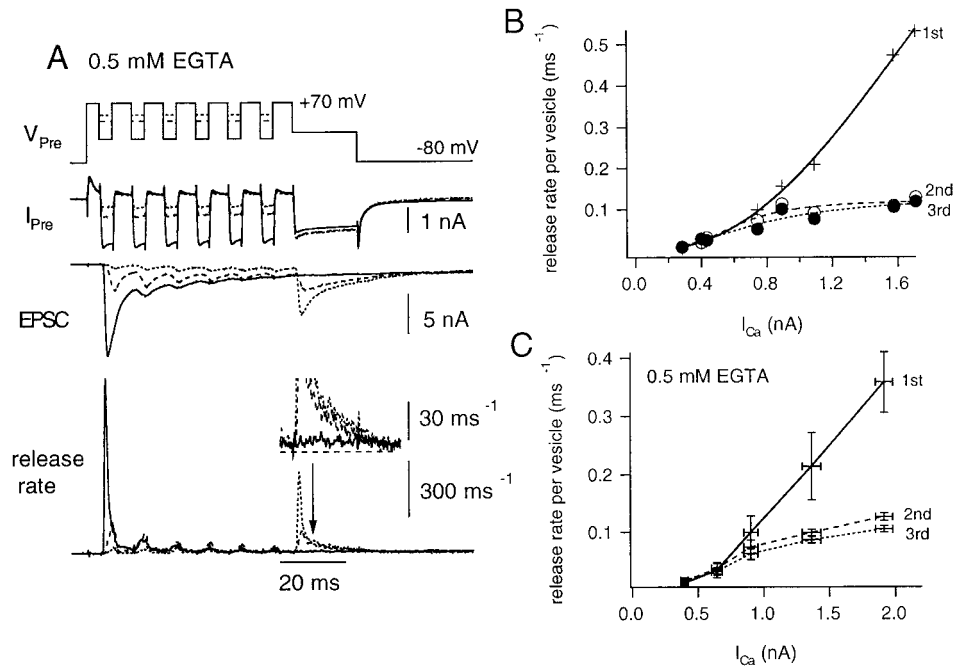 A 0.5 mM EGTA
+70 mV
V Pre
-80 mV
I Pre
1 nA
EPSC
5 nA
30 ms -1
release
rate
300 ms -1
20 ms
B
release rate per vesicle (ms -1)
0.5
0.4
0.3
0.2
0.1
1st
2nd
3rd
0.0 0.4 0.8 1.2 1.6
I Ca (nA)
C
release rate per vesicle (ms -1)
0.4
0.3
0.2
0.1
0.5 mM EGTA
1st
2nd
3rd
0.0 0.5 1.0 1.5 2.0
I Ca (nA)